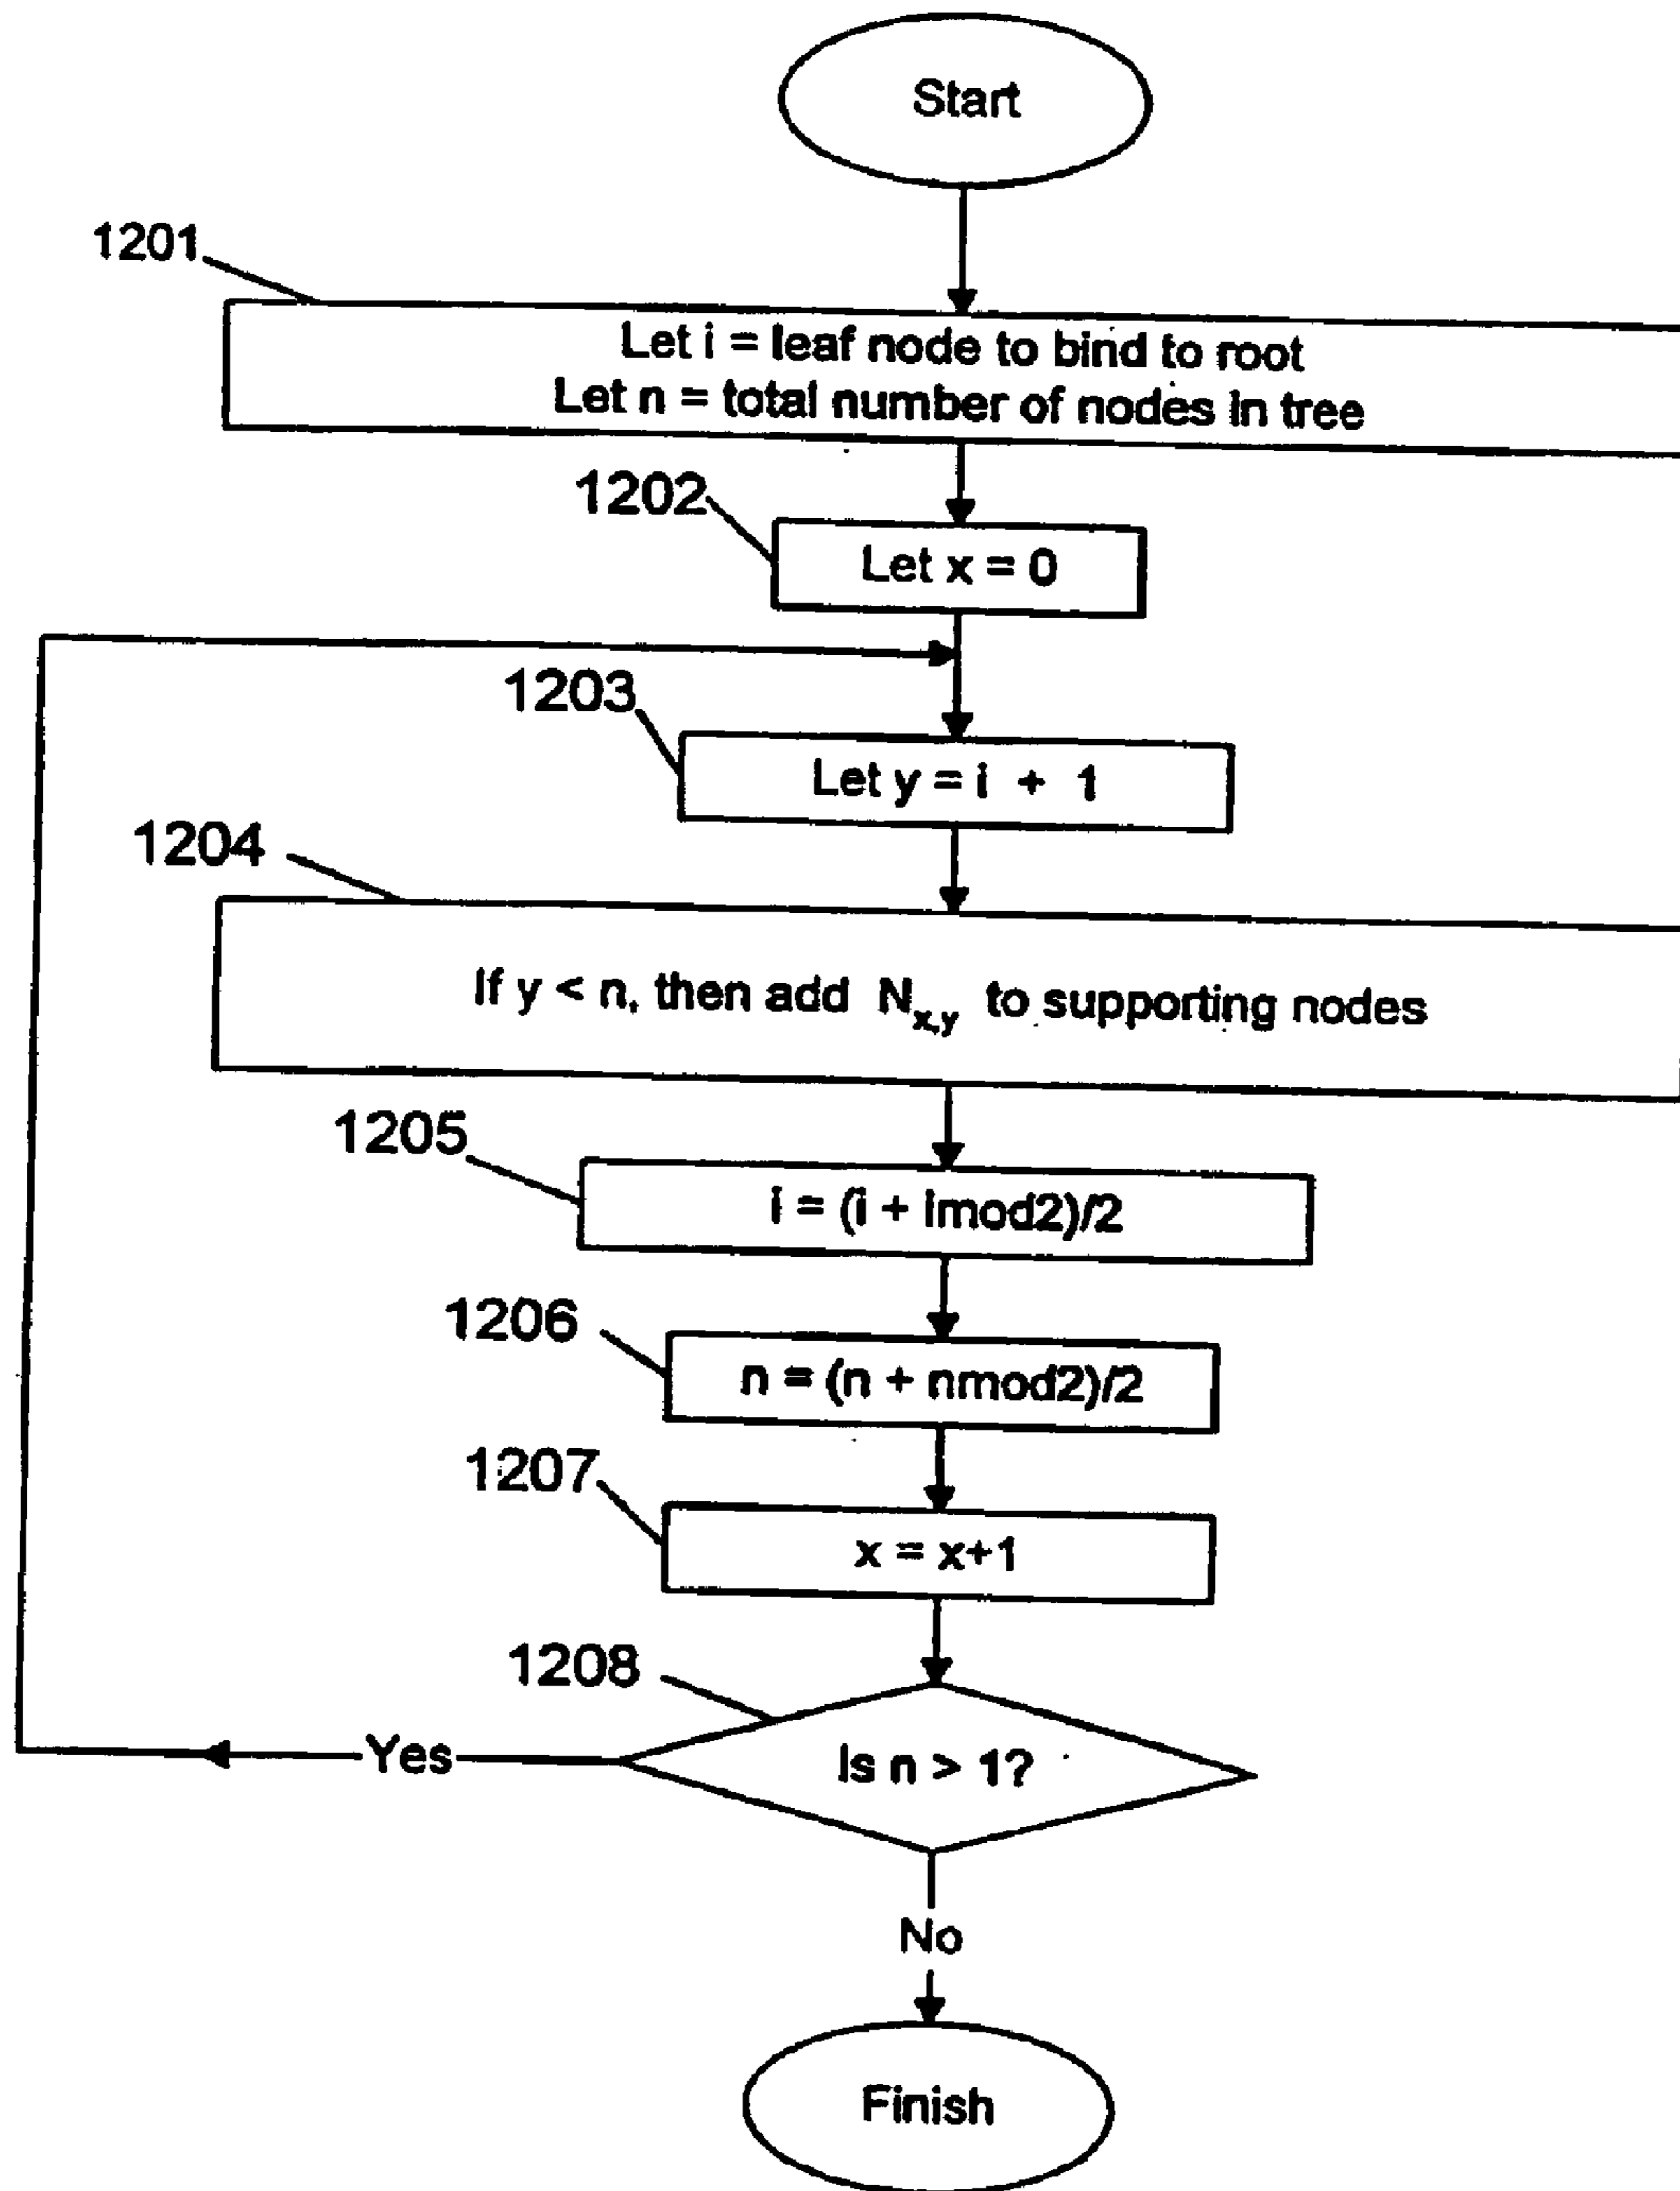 Start
1201
Let i = leaf node to bind to root
Let n = total number of nodes in tree
1202
Let x = 0
1203
Let y = i + 1
1204
If y < n, then add N_{x,y} to supporting nodes
1205
i = (i + imod2)/2
1206
n = (n + nmod2)/2
1207
x = x+1
1208
Is n > 1?
Yes
No
Finish